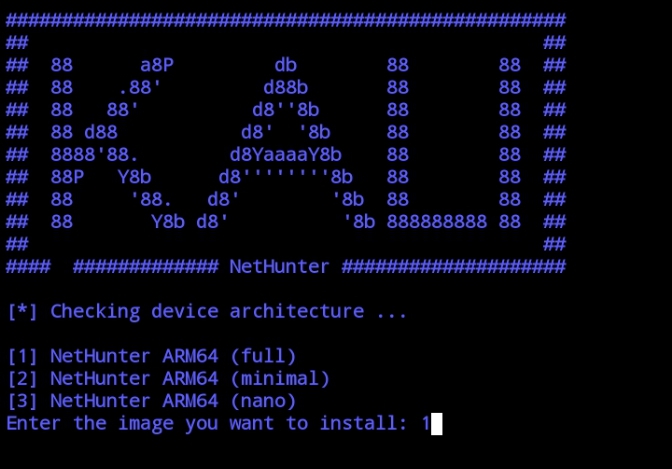 ##################################################
##                                              ##
##  88      a8P         db        88        88  ##
##  88    .88'         d88b       88        88  ##
##  88   88'          d8''8b      88        88  ##
##  88 d88           d8'  '8b     88        88  ##
##  8888'88.        d8YaaaaY8b    88        88  ##
##  88P   Y8b      d8''''''''8b   88        88  ##
##  88     '88.   d8'        '8b  88        88  ##
##  88       Y8b d8'          '8b 888888888 88  ##
##                                              ##
####  ############# NetHunter ####################
[*] Checking device architecture ...
[1] NetHunter ARM64 (full)
[2] NetHunter ARM64 (minimal)
[3] NetHunter ARM64 (nano)
Enter the image you want to install: 1